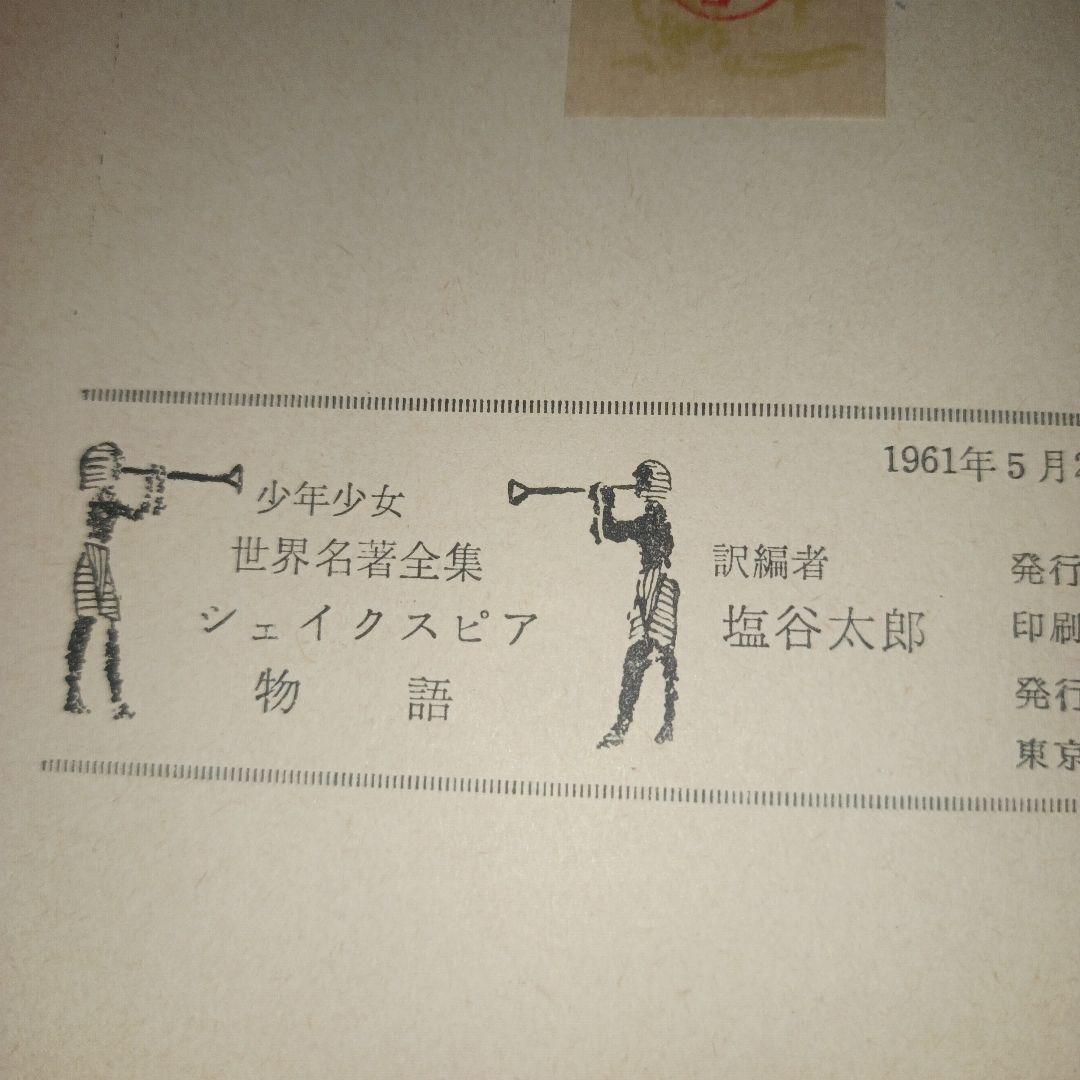 少年少女
世界名著全集
シェイクスピア
物語
訳編者
塩谷太郎
1961年5月
発行
印刷
発行
東京